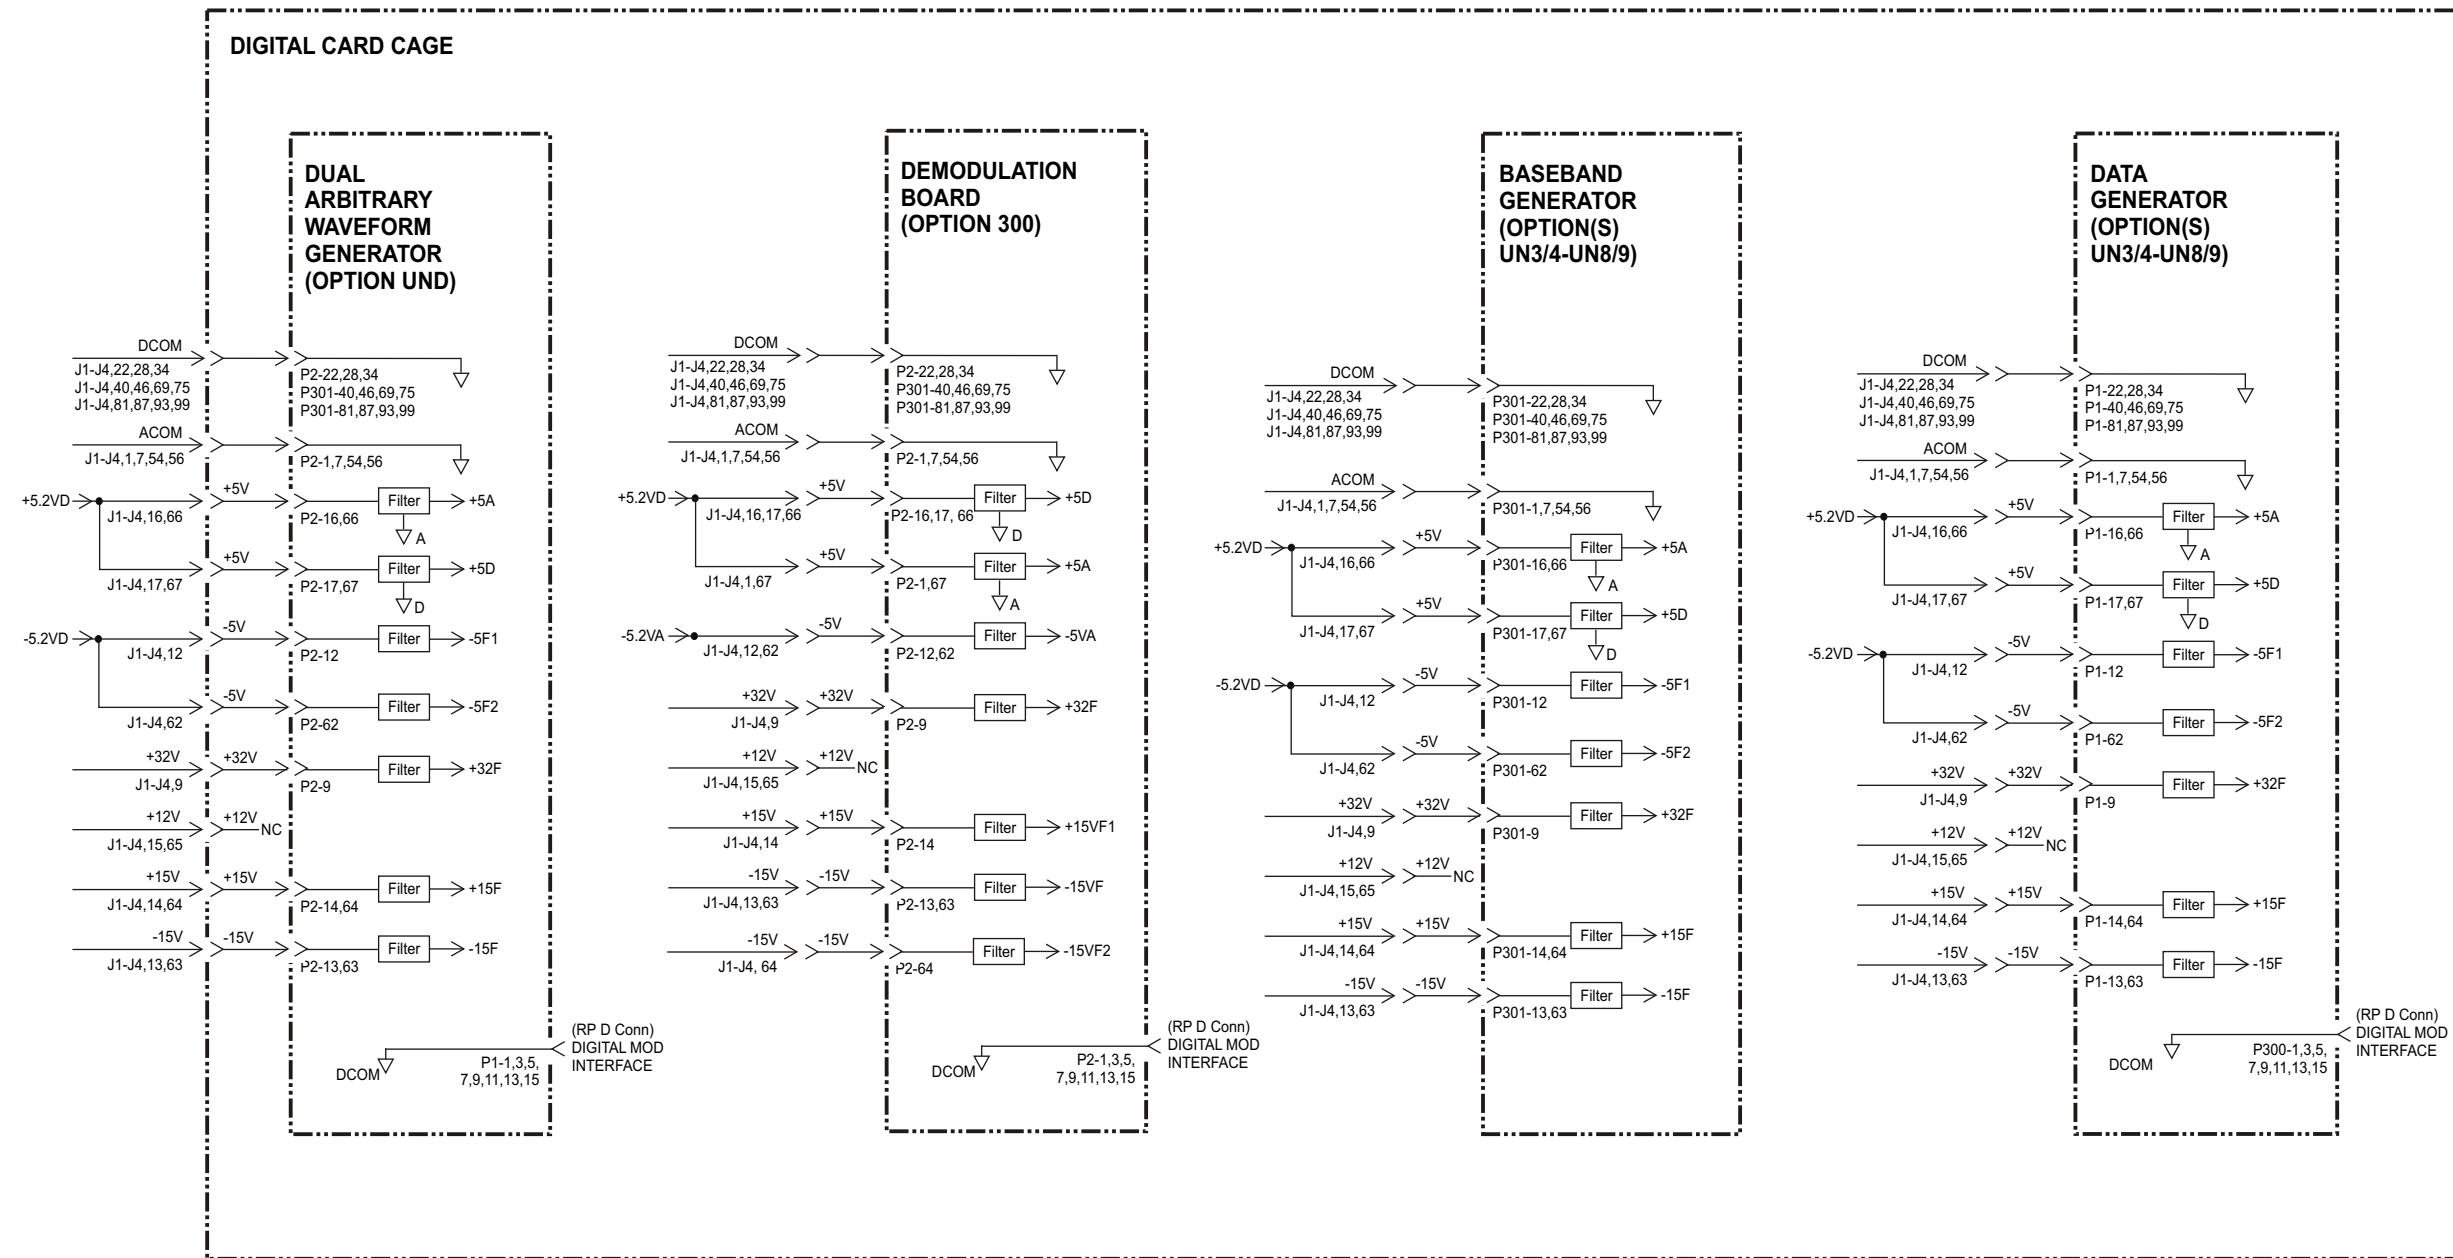 DIGITAL CARD CAGE
DUAL
ARBITRARY
WAVEFORM
GENERATOR
(OPTION UND)
DCOM
J1-J4,22,28,34
J1-J4,40,46,69,75
J1-J4,81,87,93,99
P2-22,28,34
P301-40,46,69,75
P301-81,87,93,99
ACOM
J1-J4,1,7,54,56
P2-1,7,54,56
+5.2VD
J1-J4,16,66
+5V
P2-16,66
Filter
+5A
A
J1-J4,17,67
+5V
P2-17,67
Filter
+5D
D
-5.2VD
J1-J4,12
-5V
P2-12
Filter
-5F1
J1-J4,62
-5V
P2-62
Filter
-5F2
+32V
J1-J4,9
+32V
P2-9
Filter
+32F
+12V
J1-J4,15,65
+12V
NC
+15V
J1-J4,14,64
+15V
P2-14,64
Filter
+15F
-15V
J1-J4,13,63
-15V
P2-13,63
Filter
-15F
DCOM
P1-1,3,5,
7,9,11,13,15
(RP D Conn)
DIGITAL MOD
INTERFACE
DEMODULATION
BOARD
(OPTION 300)
DCOM
J1-J4,22,28,34
J1-J4,40,46,69,75
J1-J4,81,87,93,99
P2-22,28,34
P301-40,46,69,75
P301-81,87,93,99
ACOM
J1-J4,1,7,54,56
P2-1,7,54,56
+5.2VD
J1-J4,16,17,66
+5V
P2-16,17, 66
Filter
+5D
D
J1-J4,1,67
+5V
P2-1,67
Filter
+5A
A
-5.2VA
J1-J4,12,62
-5V
P2-12,62
Filter
-5VA
+32V
J1-J4,9
+32V
P2-9
Filter
+32F
+12V
J1-J4,15,65
+12V
NC
+15V
J1-J4,14
+15V
P2-14
Filter
+15VF1
-15V
J1-J4,13,63
-15V
P2-13,63
Filter
-15VF
-15V
J1-J4, 64
-15V
P2-64
Filter
-15VF2
DCOM
P2-1,3,5,
7,9,11,13,15
(RP D Conn)
DIGITAL MOD
INTERFACE
BASEBAND
GENERATOR
(OPTION(S)
UN3/4-UN8/9)
DCOM
J1-J4,22,28,34
J1-J4,40,46,69,75
J1-J4,81,87,93,99
P301-22,28,34
P301-40,46,69,75
P301-81,87,93,99
ACOM
J1-J4,1,7,54,56
P301-1,7,54,56
+5.2VD
J1-J4,16,66
+5V
P301-16,66
Filter
+5A
A
J1-J4,17,67
+5V
P301-17,67
Filter
+5D
D
-5.2VD
J1-J4,12
-5V
P301-12
Filter
-5F1
J1-J4,62
-5V
P301-62
Filter
-5F2
+32V
J1-J4,9
+32V
P301-9
Filter
+32F
+12V
J1-J4,15,65
+12V
NC
+15V
J1-J4,14,64
+15V
P301-14,64
Filter
+15F
-15V
J1-J4,13,63
-15V
P301-13,63
Filter
-15F
DATA
GENERATOR
(OPTION(S)
UN3/4-UN8/9)
DCOM
J1-J4,22,28,34
J1-J4,40,46,69,75
J1-J4,81,87,93,99
P1-22,28,34
P1-40,46,69,75
P1-81,87,93,99
ACOM
J1-J4,1,7,54,56
P1-1,7,54,56
+5.2VD
J1-J4,16,66
+5V
P1-16,66
Filter
+5A
A
J1-J4,17,67
+5V
P1-17,67
Filter
+5D
D
-5.2VD
J1-J4,12
-5V
P1-12
Filter
-5F1
J1-J4,62
-5V
P1-62
Filter
-5F2
+32V
J1-J4,9
+32V
P1-9
Filter
+32F
+12V
J1-J4,15,65
+12V
NC
+15V
J1-J4,14,64
+15V
P1-14,64
Filter
+15F
-15V
J1-J4,13,63
-15V
P1-13,63
Filter
-15F
DCOM
P300-1,3,5,
7,9,11,13,15
(RP D Conn)
DIGITAL MOD
INTERFACE